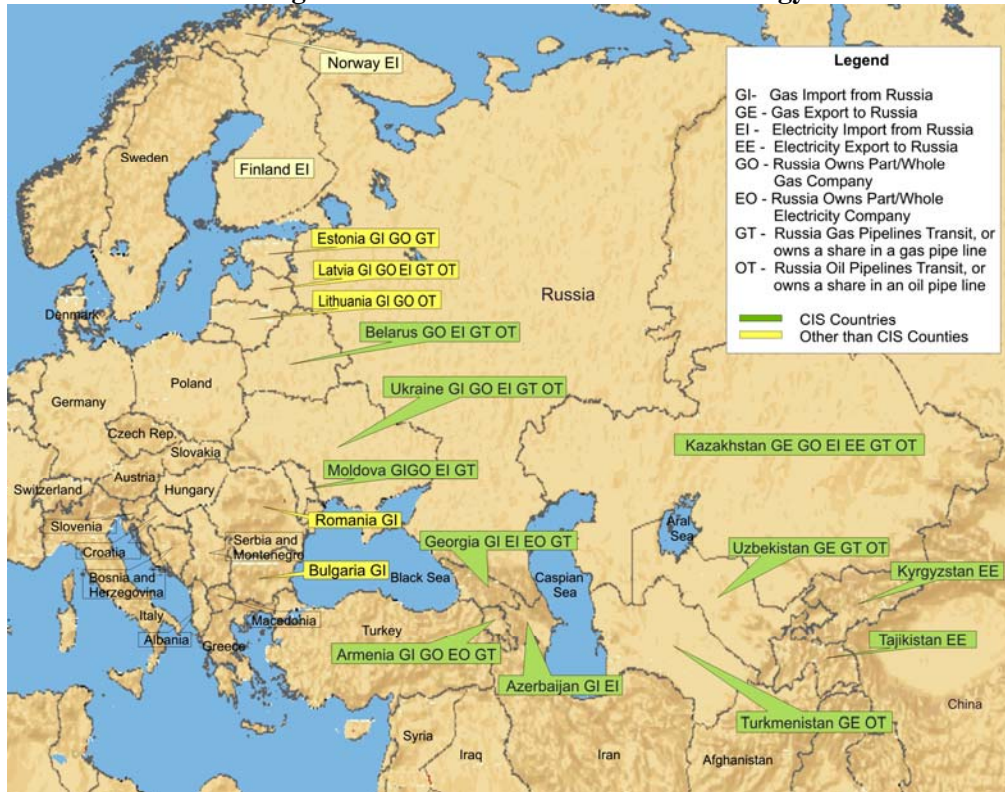 Norway EI
Sweden
Finland EI
Estonia GI GO GT
Latvia GI GO EI GT OT
Lithuania GI GO OT
Russia
Denmark
Belarus GO EI GT OT
Poland
Germany
Ukraine GI GO EI GT OT
Czech Rep.
Slovakia
Kazakhstan GE GO EI EE GT OT
Austria
Moldova GIGO EI GT
Switzerland
Hungary
Slovenia
Romania GI
Croatia
Serbia and
Montenegro
Georgia GI EI EO GT
Aral
Sea
Uzbekistan GE GT OT
Bosnia and
Herzegovina
Bulgaria GI
Black Sea
Caspian
Sea
Kyrgyzstan EE
Italy
Macedonia
Albania
Greece
Turkey
Tajikistan EE
Armenia GI GO EO GT
Azerbaijan GI EI
China
Turkmenistan GE OT
Syria
Iraq
Iran
Afghanistan
Legend
GI- Gas Import from Russia
GE - Gas Export to Russia
EI - Electricity Import from Russia
EE - Electricity Export to Russia
GO - Russia Owns Part/Whole
Gas Company
EO - Russia Owns Part/Whole
Electricity Company
GT - Russia Gas Pipelines Transit, or
owns a share in a gas pipe line
OT - Russia Oil Pipelines Transit, or
owns a share in an oil pipe line
CIS Countries
Other than CIS Counties